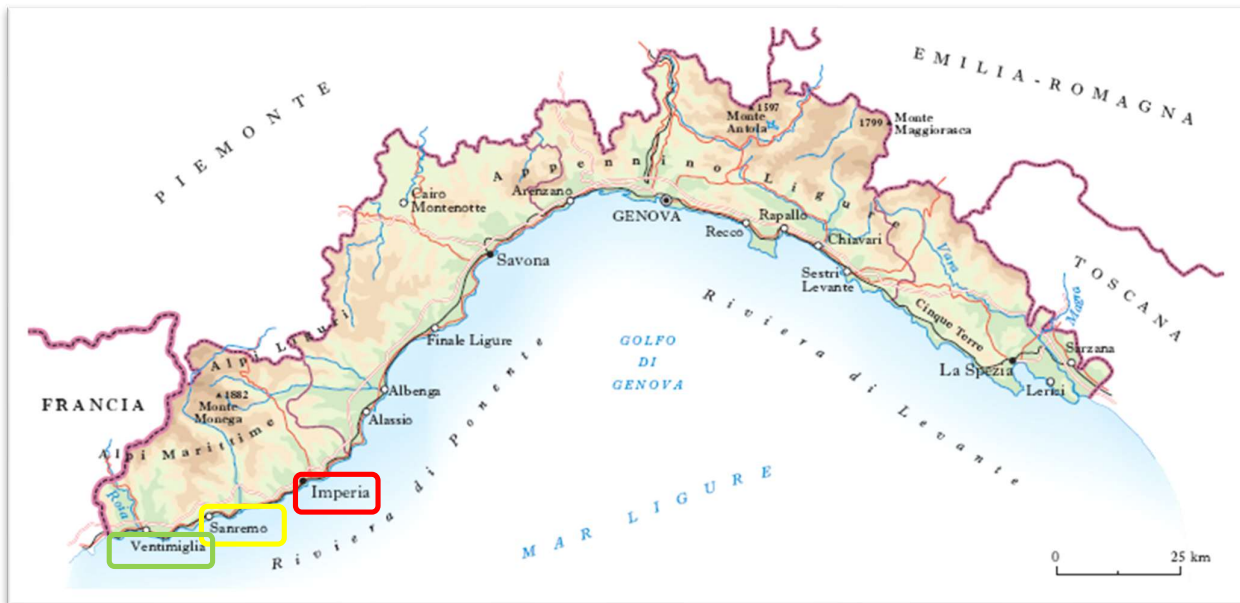 PIEMONTE
EMILIA-ROMAGNA
TOSCANA
FRANCIA
1597
Monte
Antola
1799
Monte
Maggiorasca
Appennino Ligure
Cairo
Montenotte
Arenzano
GENOVA
Recco
Rapallo
Chiavari
Sestri
Levante
Vara
Magra
Savona
Cinque Terre
Sarzana
La Spezia
Lerici
Finale Ligure
GOLFO
DI
GENOVA
Riviera di Levante
Riviera di Ponente
Alpi Liguri
1882
Monte
Monega
Albenga
Alassio
Alpi Marittime
Imperia
Roia
Sanremo
Ventimiglia
MAR LIGURE
0 25 km